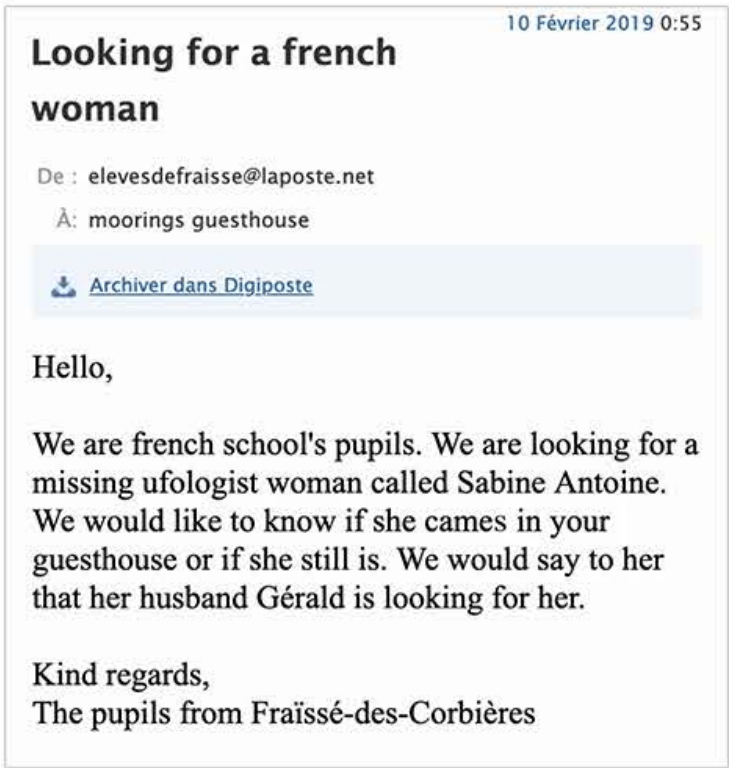 10 Février 2019 0:55
Looking for a french
woman
De : elevesdefraisse@laposte.net
À: moorings guesthouse
Archiver dans Digiposte
Hello,
We are french school's pupils. We are looking for a
missing ufologist woman called Sabine Antoine.
We would like to know if she cames in your
guesthouse or if she still is. We would say to her
that her husband Gérald is looking for her.
Kind regards,
The pupils from Fraïssé-des-Corbières